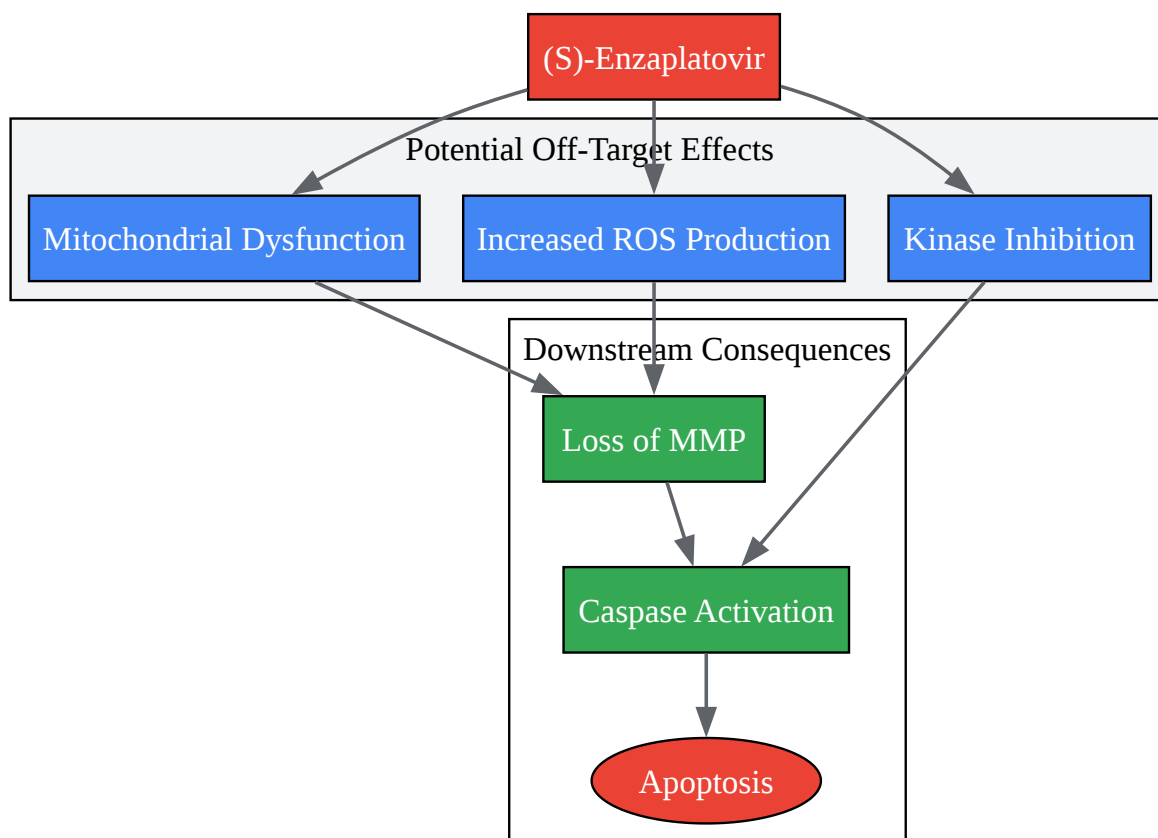 (S)-Enzaplatovir
Potential Off-Target Effects
Mitochondrial Dysfunction
Increased ROS Production
Kinase Inhibition
Downstream Consequences
Loss of MMP
Caspase Activation
Apoptosis